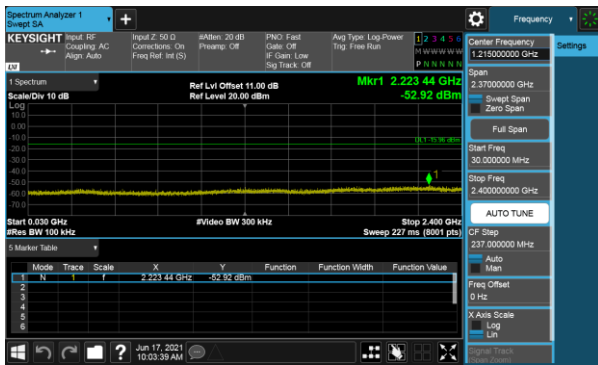 Spectrum Analyzer 1
Swept SA
+
Frequency
KEYSIGHT
Input: RF
Coupling: AC
Align: Auto
Input Z: 50 Ω
Corrections: On
Freq Ref: Int (S)
#Atten: 20 dB
Preamp: Off
PNO: Fast
Gate: Off
IF Gain: Low
Sig Track: Off
Avg Type: Log-Power
Trig: Free Run
1 2 3 4 5 6
M W W W W W
P N N N N N
LXI
1 Spectrum
Scale/Div 10 dB
Ref Lvl Offset 11.00 dB
Ref Level 20.00 dBm
Mkr1 2.223 44 GHz
-52.92 dBm
Log
10.0
0.00
-10.0
-20.0
-30.0
-40.0
-50.0
-60.0
-70.0
DL1 -15.96 dBm
1
Start 0.030 GHz
#Res BW 100 kHz
#Video BW 300 kHz
Stop 2.400 GHz
Sweep 227 ms (8001 pts)
5 Marker Table
Mode Trace Scale X Y Function Function Width Function Value
1 N 1 f 2.223 44 GHz -52.92 dBm
2
3
4
5
6
Jun 17, 2021
10:03:39 AM
Center Frequency
1.215000000 GHz
Settings
Span
2.37000000 GHz
Swept Span
Zero Span
Full Span
Start Freq
30.000000 MHz
Stop Freq
2.400000000 GHz
AUTO TUNE
CF Step
237.000000 MHz
Auto
Man
Freq Offset
0 Hz
X Axis Scale
Log
Lin
Signal Track
(Span Zoom)